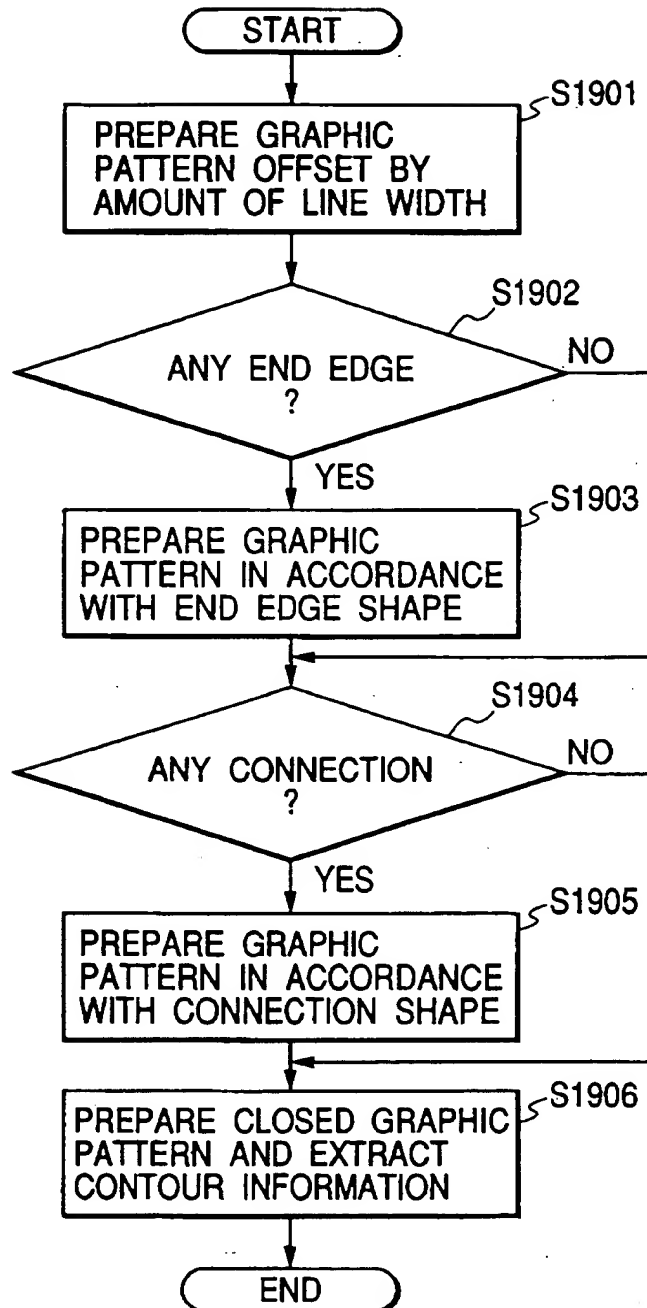 START
S1901
PREPARE GRAPHIC
PATTERN OFFSET BY
AMOUNT OF LINE WIDTH
S1902
ANY END EDGE
?
NO
YES
S1903
PREPARE GRAPHIC
PATTERN IN ACCORDANCE
WITH END EDGE SHAPE
S1904
ANY CONNECTION
?
NO
YES
S1905
PREPARE GRAPHIC
PATTERN IN ACCORDANCE
WITH CONNECTION SHAPE
S1906
PREPARE CLOSED GRAPHIC
PATTERN AND EXTRACT
CONTOUR INFORMATION
END